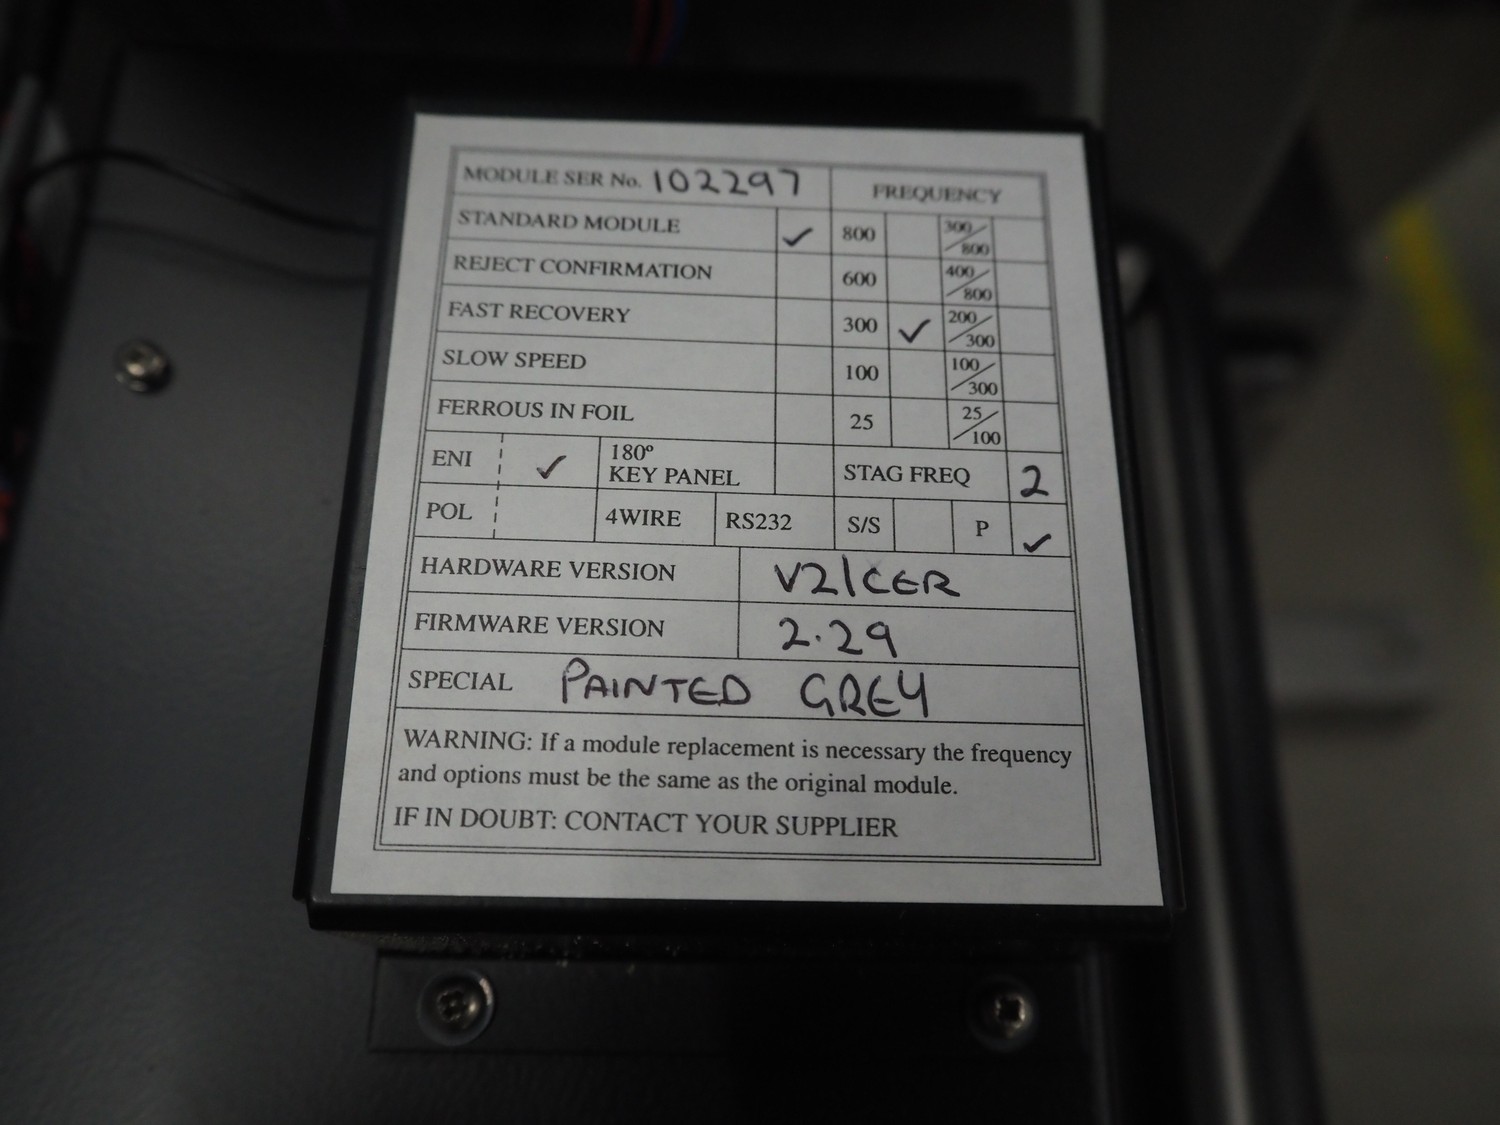 MODULE SER No. 102297 FREQUENCY
STANDARD MODULE ✓ 800 300/800
REJECT CONFIRMATION 600 400/800
FAST RECOVERY 300 ✓ 200/300
SLOW SPEED 100 100/300
FERROUS IN FOIL 25 25/100
ENI ✓ 180º KEY PANEL STAG FREQ 2
POL 4WIRE RS232 S/S P ✓
HARDWARE VERSION V2/CER
FIRMWARE VERSION 2.29
SPECIAL PAINTED GREY
WARNING: If a module replacement is necessary the frequency
and options must be the same as the original module.
IF IN DOUBT: CONTACT YOUR SUPPLIER